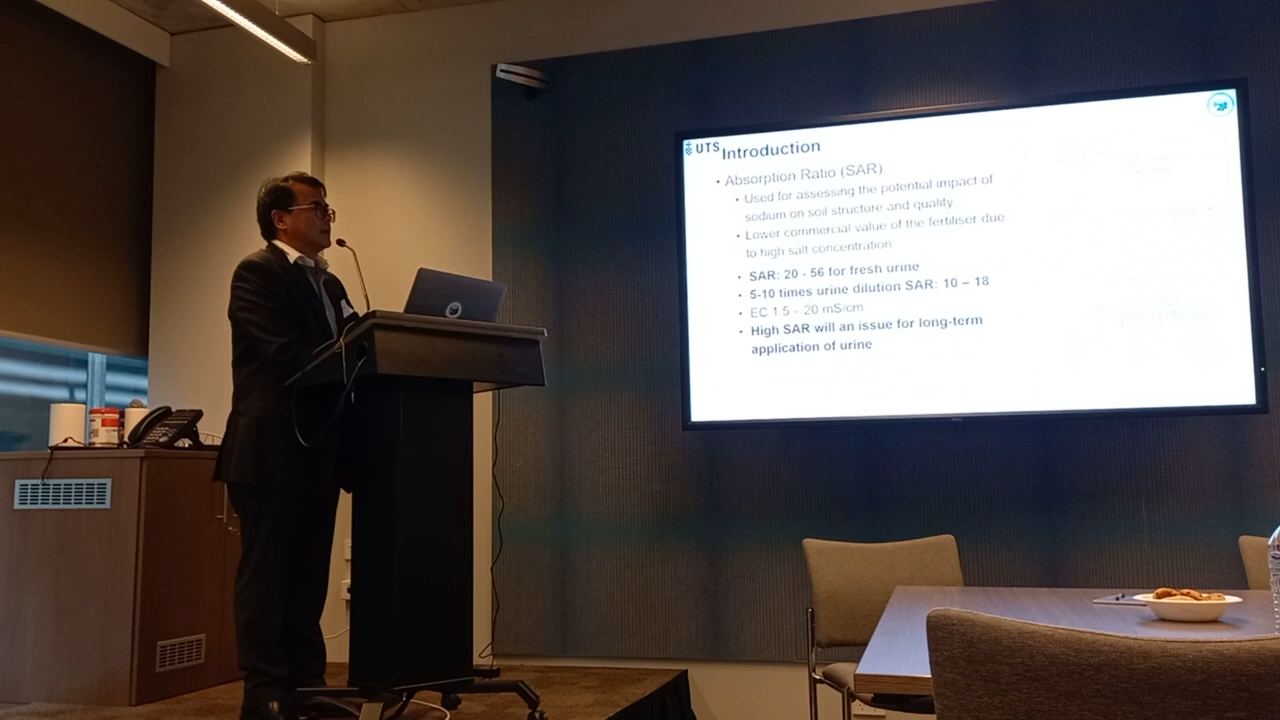 UTS
Introduction
• Absorption Ratio (SAR)
• Used for assessing the potential impact of
sodium on soil structure and quality
• Lower commercial value of the fertiliser due
to high salt concentration
• SAR: 20 - 56 for fresh urine
• 5-10 times urine dilution SAR: 10 – 18
• EC 1.5 – 20 mS/cm
• High SAR will an issue for long-term
application of urine